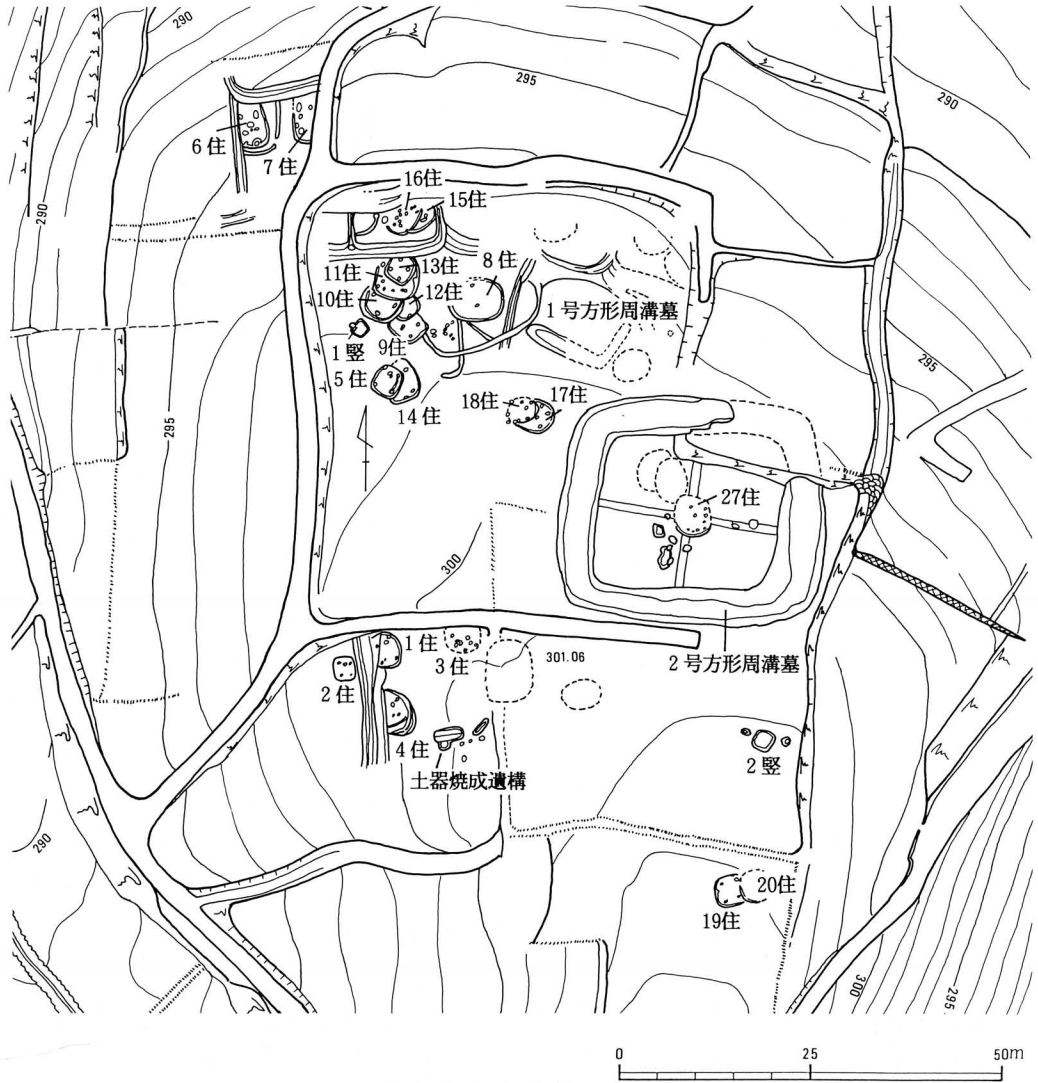 290
295
290
6住
7住
16住
15住
290
11住
13住
8住
10住
12住
1号方形周溝墓
1竪
9住
5住
14住
18住
17住
295
295
27住
300
1住
3住
301.06
2号方形周溝墓
2住
4住
土器焼成遺構
2竪
290
20住
19住
300
295
0 25 50m